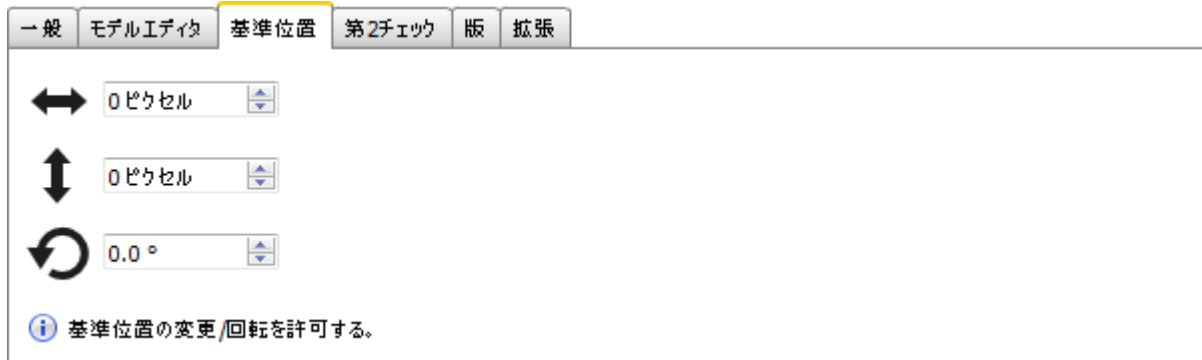 一般 モデルエディタ 基準位置 第2チェック 版 拡張
0ピクセル
0ピクセル
0.0 °
基準位置の変更/回転を許可する。